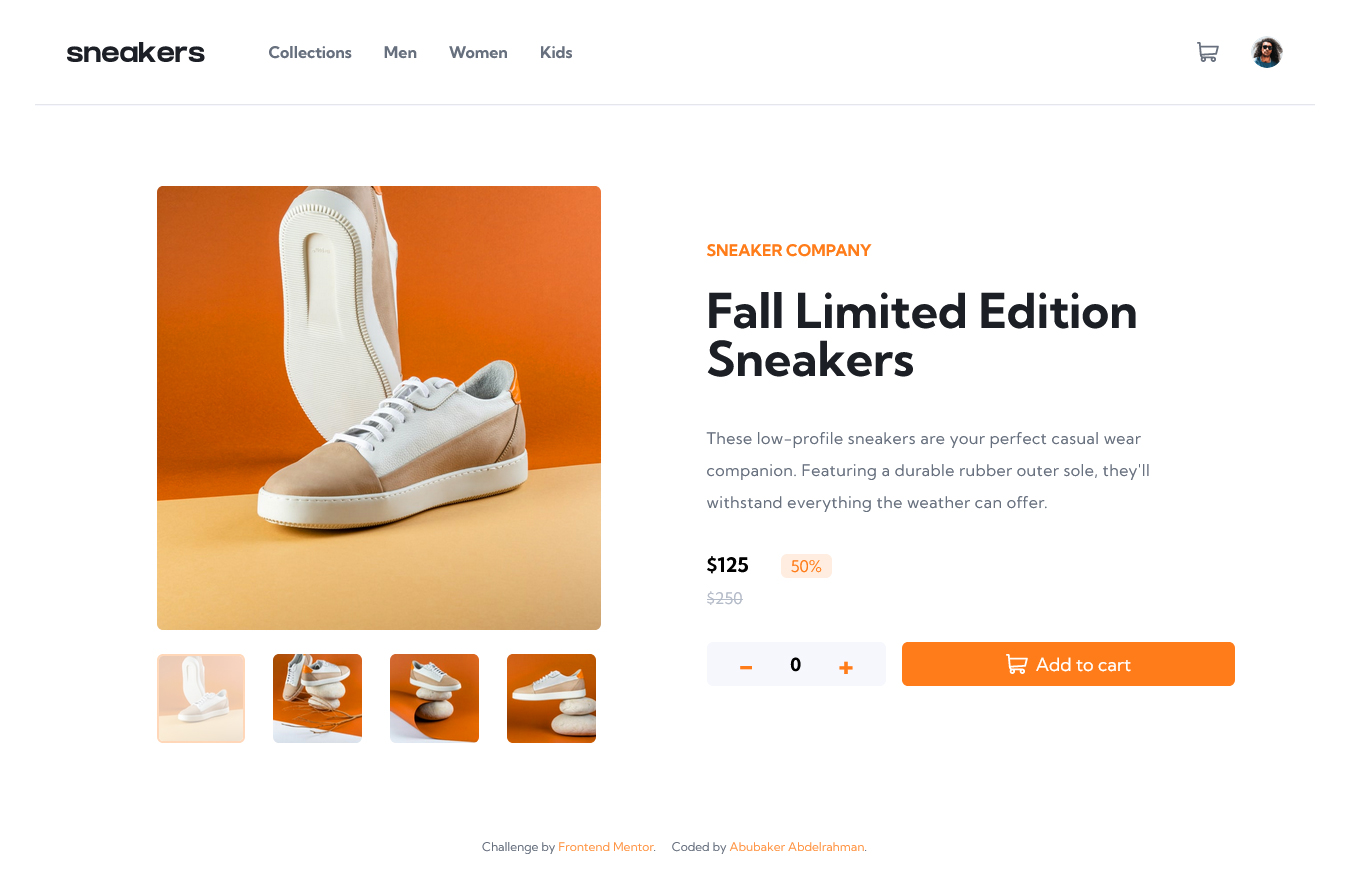 sneakers
Collections Men Women Kids
SNEAKER COMPANY
Fall Limited Edition
Sneakers
These low-profile sneakers are your perfect casual wear
companion. Featuring a durable rubber outer sole, they'll
withstand everything the weather can offer.
$125 50%
$250
– 0 +
Add to cart
Challenge by Frontend Mentor. Coded by Abubaker Abdelrahman.